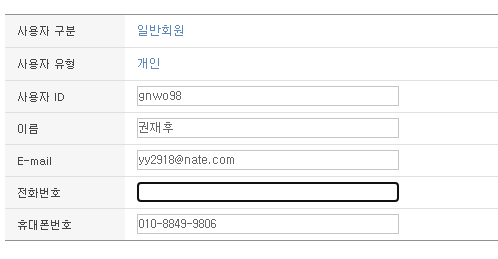 사용자 구분 일반회원
사용자 유형 개인
사용자 ID gnwo98
이름 권재후
E-mail yy2918@nate.com
전화번호
휴대폰번호 010-8849-9806